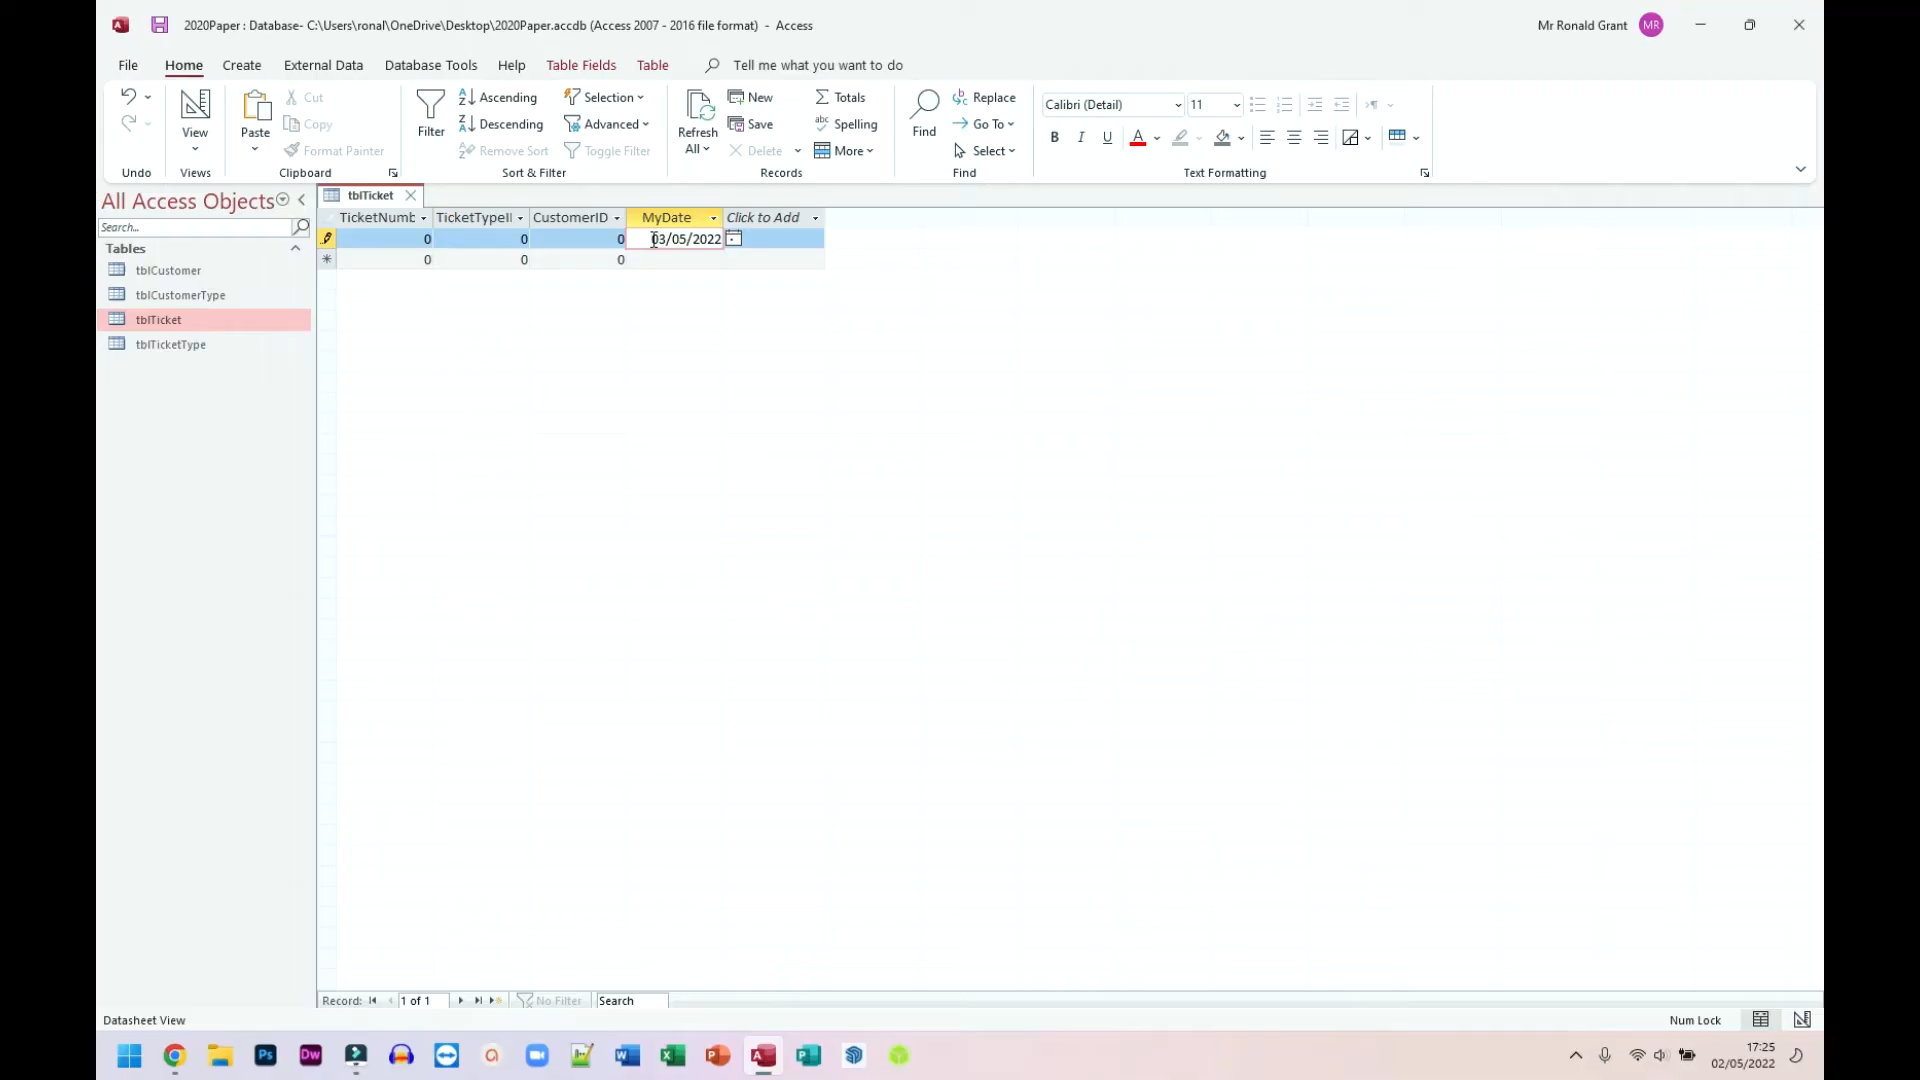 2020Paper : Database- C:\Users\ronal\OneDrive\Desktop\2020Paper.accdb (Access 2007 - 2016 file format) - Access
Mr Ronald Grant
MR
File Home Create External Data Database Tools Help Table Fields Table Tell me what you want to do
View
Paste
Cut
Copy
Format Painter
Filter
Ascending
Descending
Remove Sort
Selection
Advanced
Toggle Filter
Refresh
All
New
Save
Delete
Totals
Spelling
More
Find
Replace
Go To
Select
Calibri (Detail) 11
B I U A
Undo Views Clipboard Sort & Filter Records Find Text Formatting
All Access Objects
Search...
Tables
tblCustomer
tblCustomerType
tblTicket
tblTicketType
tblTicket
TicketNumb TicketTypeI CustomerID MyDate Click to Add
0 0 0 03/05/2022
0 0 0
Record: 1 of 1 No Filter Search
Datasheet View
Num Lock
17:25
02/05/2022